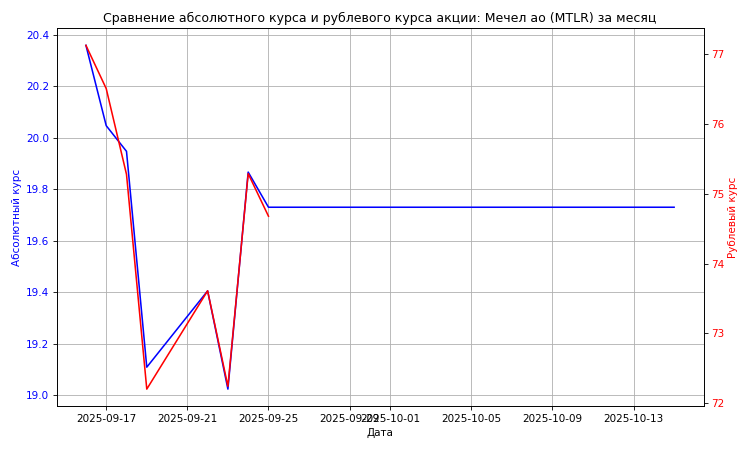 Сравнение абсолютного курса и рублевого курса акции: Мечел ао (MTLR) за месяц
20.4
20.2
20.0
19.8
19.6
19.4
19.2
19.0
Абсолютный курс
77
76
75
74
73
72
Рублевый курс
2025-09-17 2025-09-21 2025-09-25 2025-09-29 2025-10-01 2025-10-05 2025-10-09 2025-10-13
Дата